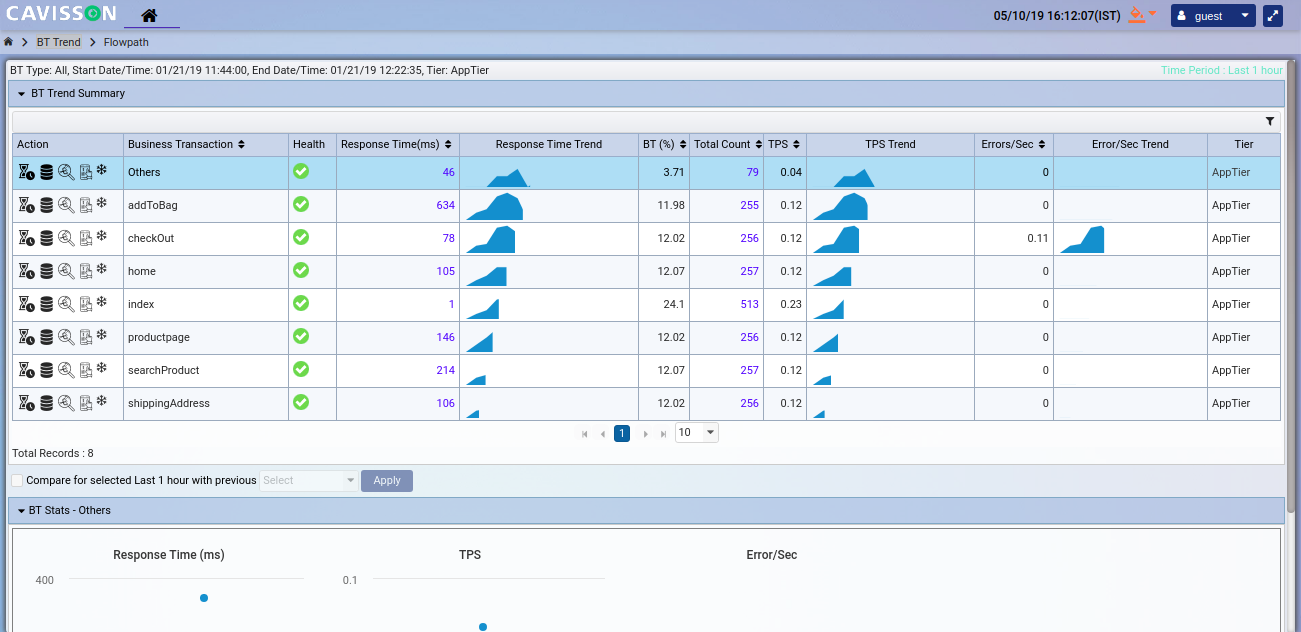 CAVISSON
05/10/19 16:12:07(IST)
guest
BT Trend
Flowpath
BT Type: All, Start Date/Time: 01/21/19 11:44:00, End Date/Time: 01/21/19 12:22:35, Tier: AppTier
Time Period : Last 1 hour
BT Trend Summary
Action Business Transaction Health Response Time(ms) Response Time Trend BT (%) Total Count TPS TPS Trend Errors/Sec Error/Sec Trend Tier
Others 46 3.71 79 0.04 0 AppTier
addToBag 634 11.98 255 0.12 0 AppTier
checkOut 78 12.02 256 0.12 0.11 AppTier
home 105 12.07 257 0.12 0 AppTier
index 1 24.1 513 0.23 0 AppTier
productpage 146 12.02 256 0.12 0 AppTier
searchProduct 214 12.07 257 0.12 0 AppTier
shippingAddress 106 12.02 256 0.12 0 AppTier
1 10
Total Records : 8
Compare for selected Last 1 hour with previous Select Apply
BT Stats - Others
Response Time (ms) TPS Error/Sec
400 0.1